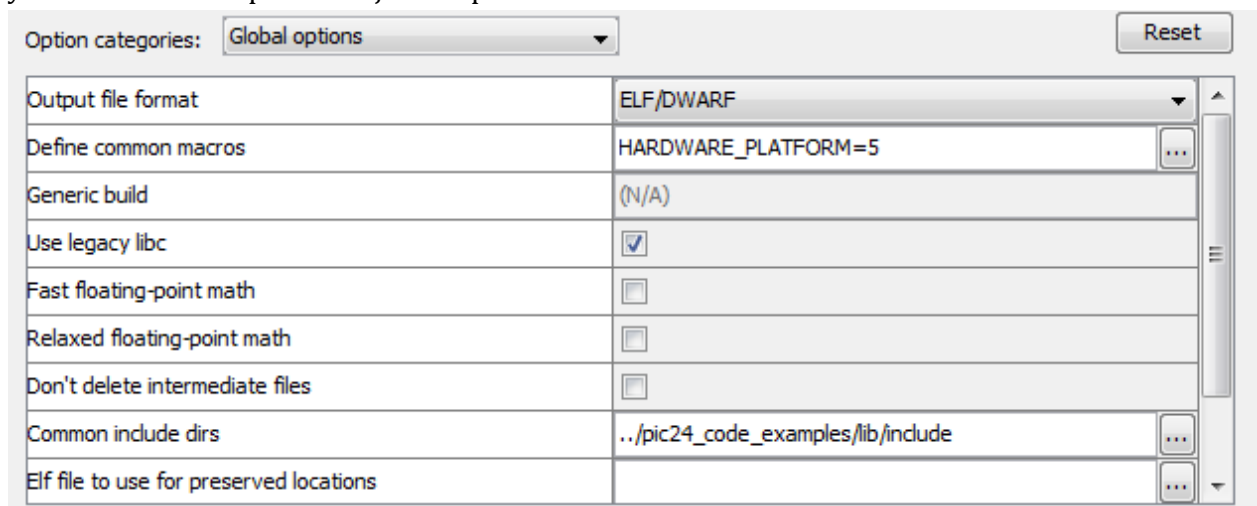 Option categories: Global options Reset
Output file format ELF/DWARF
Define common macros HARDWARE_PLATFORM=5 ...
Generic build (N/A)
Use legacy libc
Fast floating-point math
Relaxed floating-point math
Don't delete intermediate files
Common include dirs ../pic24_code_examples/lib/include ...
Elf file to use for preserved locations ...